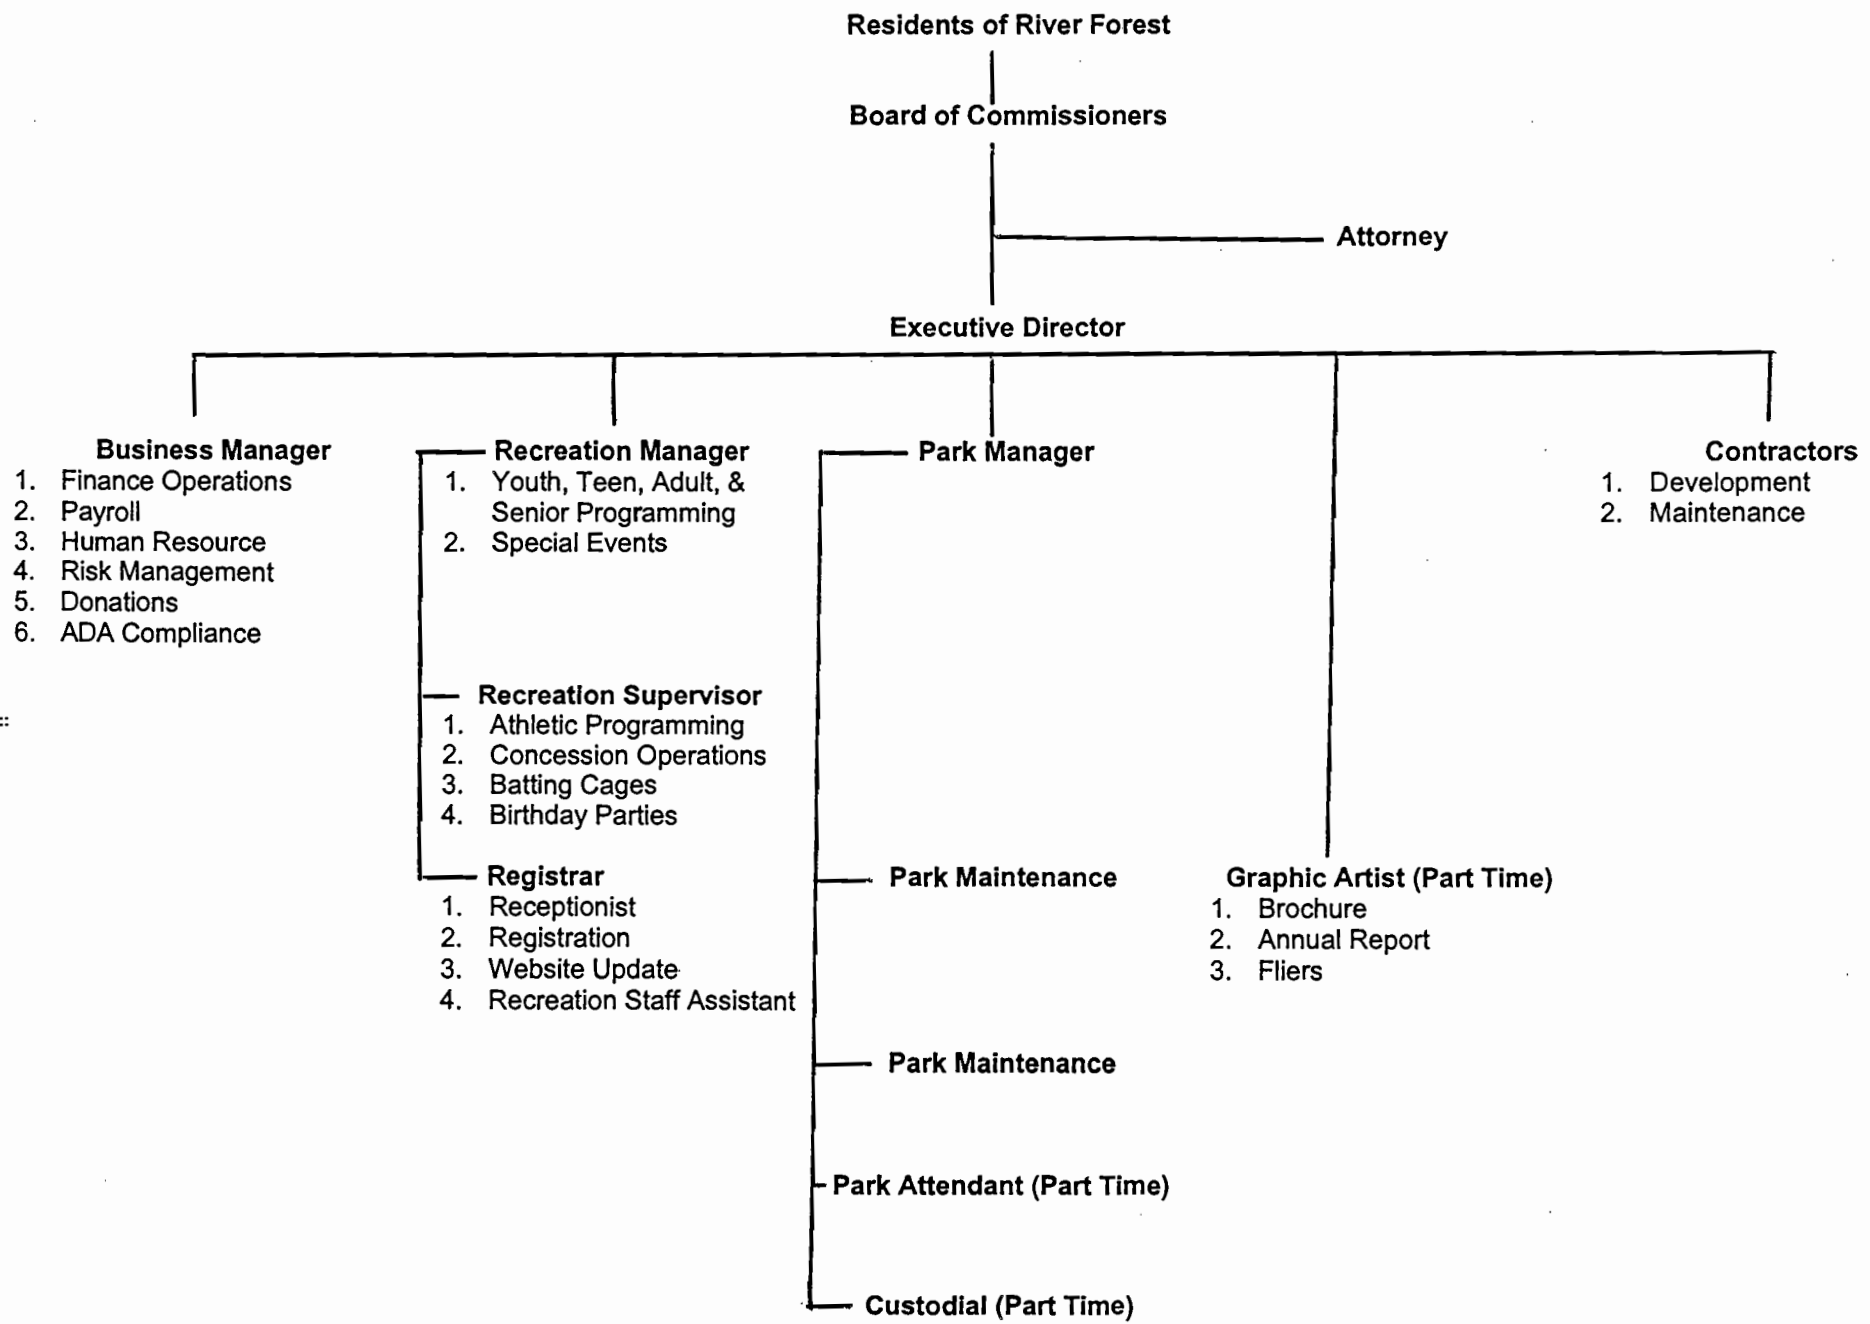 Residents of River Forest
Board of Commissioners
Attorney
Executive Director
Business Manager
1. Finance Operations
2. Payroll
3. Human Resource
4. Risk Management
5. Donations
6. ADA Compliance
Recreation Manager
1. Youth, Teen, Adult, &
Senior Programming
2. Special Events
Recreation Supervisor
1. Athletic Programming
2. Concession Operations
3. Batting Cages
4. Birthday Parties
Registrar
1. Receptionist
2. Registration
3. Website Update
4. Recreation Staff Assistant
Park Manager
Park Maintenance
Park Maintenance
Park Attendant (Part Time)
Custodial (Part Time)
Graphic Artist (Part Time)
1. Brochure
2. Annual Report
3. Fliers
Contractors
1. Development
2. Maintenance